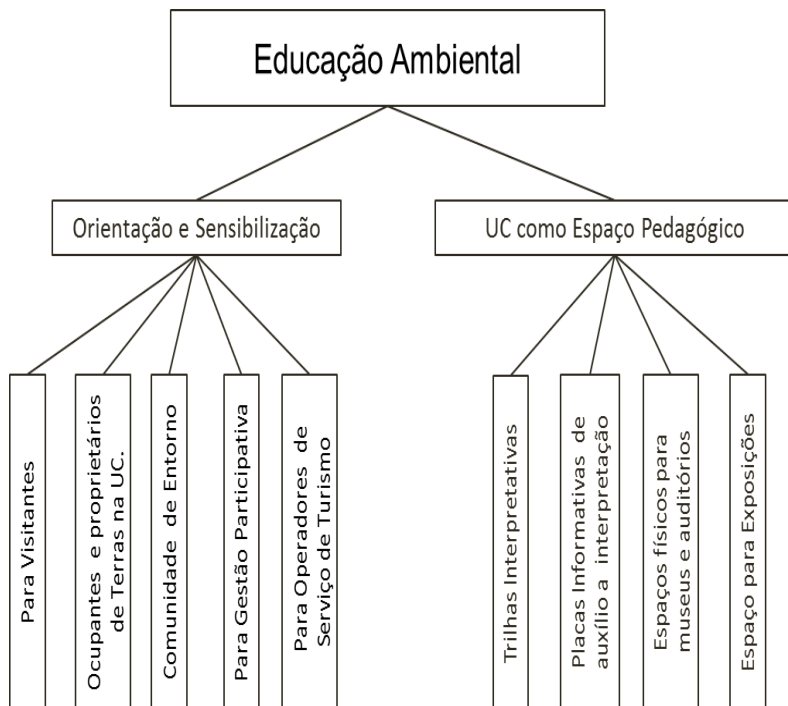 Educação Ambiental
Orientação e Sensibilização
UC como Espaço Pedagógico
Para Visitantes
Ocupantes e proprietários
de Terras na UC.
Comunidade de Entorno
Para Gestão Participativa
Para Operadores de
Serviço de Turismo
Trilhas Interpretativas
Placas Informativas de
auxílio a interpretação
Espaços físicos para
museus e auditórios
Espaço para Exposições